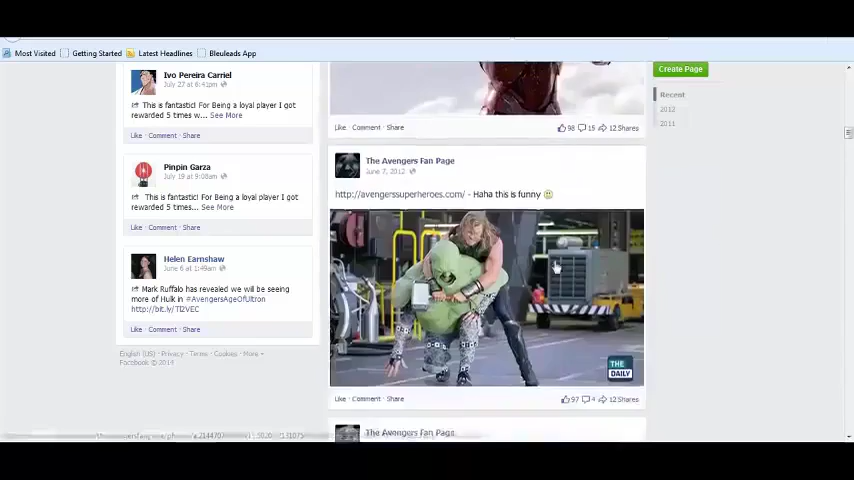 Most Visited Getting Started Latest Headlines Bleuleads App
Ivo Pereira Carriel
July 27 at 6:41pm
This is fantastic! For Being a loyal player I got
rewarded 5 times w... See More
Like · Comment · Share
Pinpin Garza
July 19 at 9:08am
This is fantastic! For Being a loyal player I got
rewarded 5 times... See More
Like · Comment · Share
Helen Earnshaw
June 6 at 1:49am
Mark Ruffalo has revealed we will be seeing
more of Hulk in #AvengersAgeOfUltron
http://bit.ly/Tl2VEC
Like · Comment · Share
English (US) · Privacy · Terms · Cookies · More
Facebook © 2014
Like · Comment · Share 98 15 12 Shares
The Avengers Fan Page
June 7, 2012
http://avengerssuperheroes.com/ - Haha this is funny
THE
DAILY
Like · Comment · Share 97 4 12 Shares
The Avengers Fan Page
Create Page
Recent
2012
2011